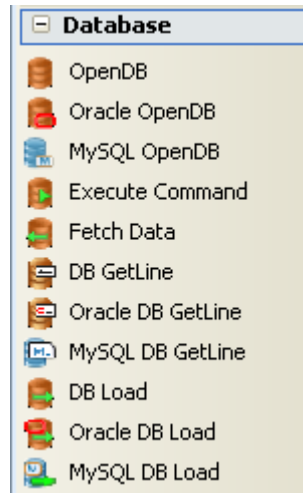 Database
OpenDB
Oracle OpenDB
MySQL OpenDB
Execute Command
Fetch Data
DB GetLine
Oracle DB GetLine
MySQL DB GetLine
DB Load
Oracle DB Load
MySQL DB Load